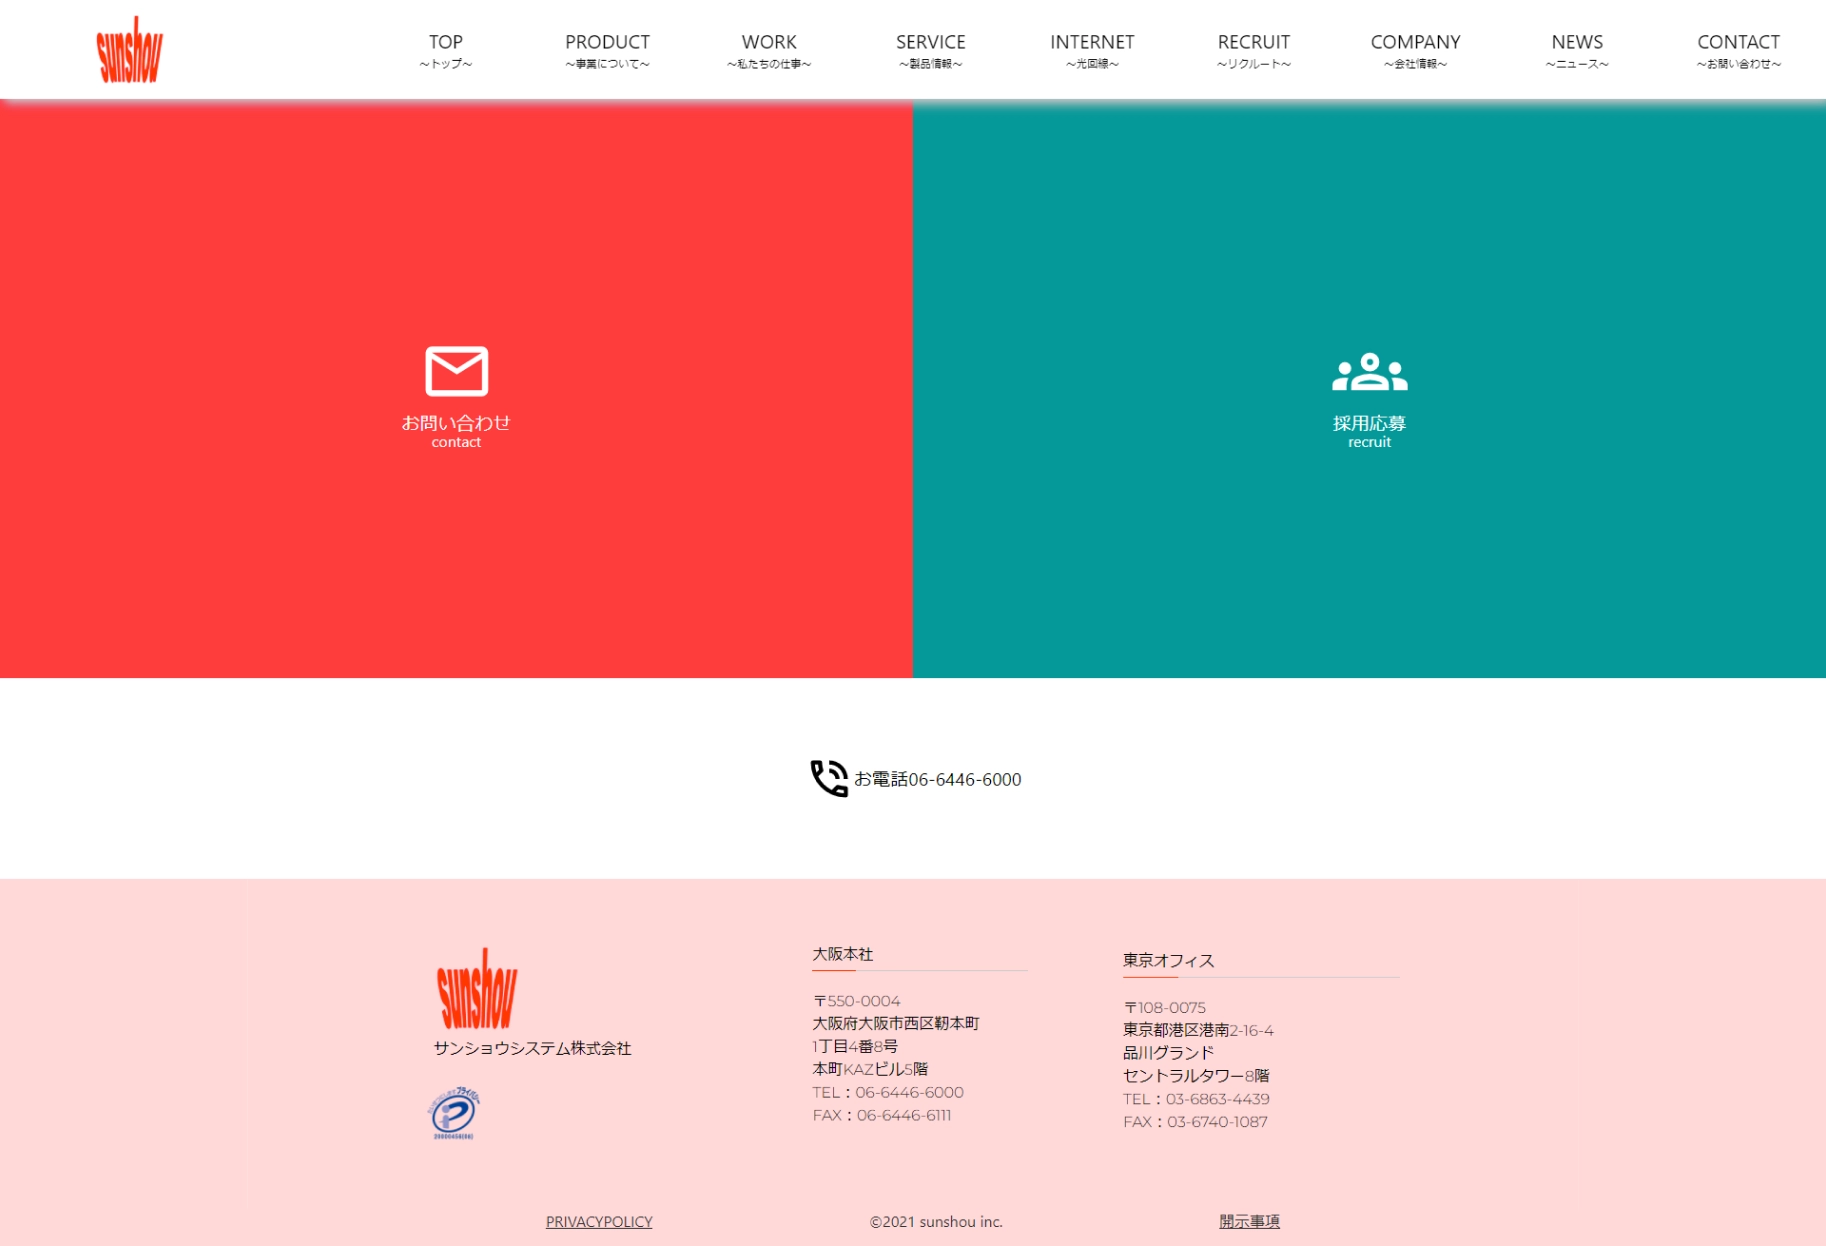 sunshou
TOP
～トップ～
PRODUCT
～事業について～
WORK
～私たちの仕事～
SERVICE
～製品情報～
INTERNET
～光回線～
RECRUIT
～リクルート～
COMPANY
～会社情報～
NEWS
～ニュース～
CONTACT
～お問い合わせ～
お問い合わせ
contact
採用応募
recruit
お電話06-6446-6000
sunshou
サンショウシステム株式会社
大阪本社
〒550-0004
大阪府大阪市西区靭本町
1丁目4番8号
本町KAZビル5階
TEL：06-6446-6000
FAX：06-6446-6111
東京オフィス
〒108-0075
東京都港区港南2-16-4
品川グランド
セントラルタワー8階
TEL：03-6863-4439
FAX：03-6740-1087
PRIVACYPOLICY
©2021 sunshou inc.
開示事項